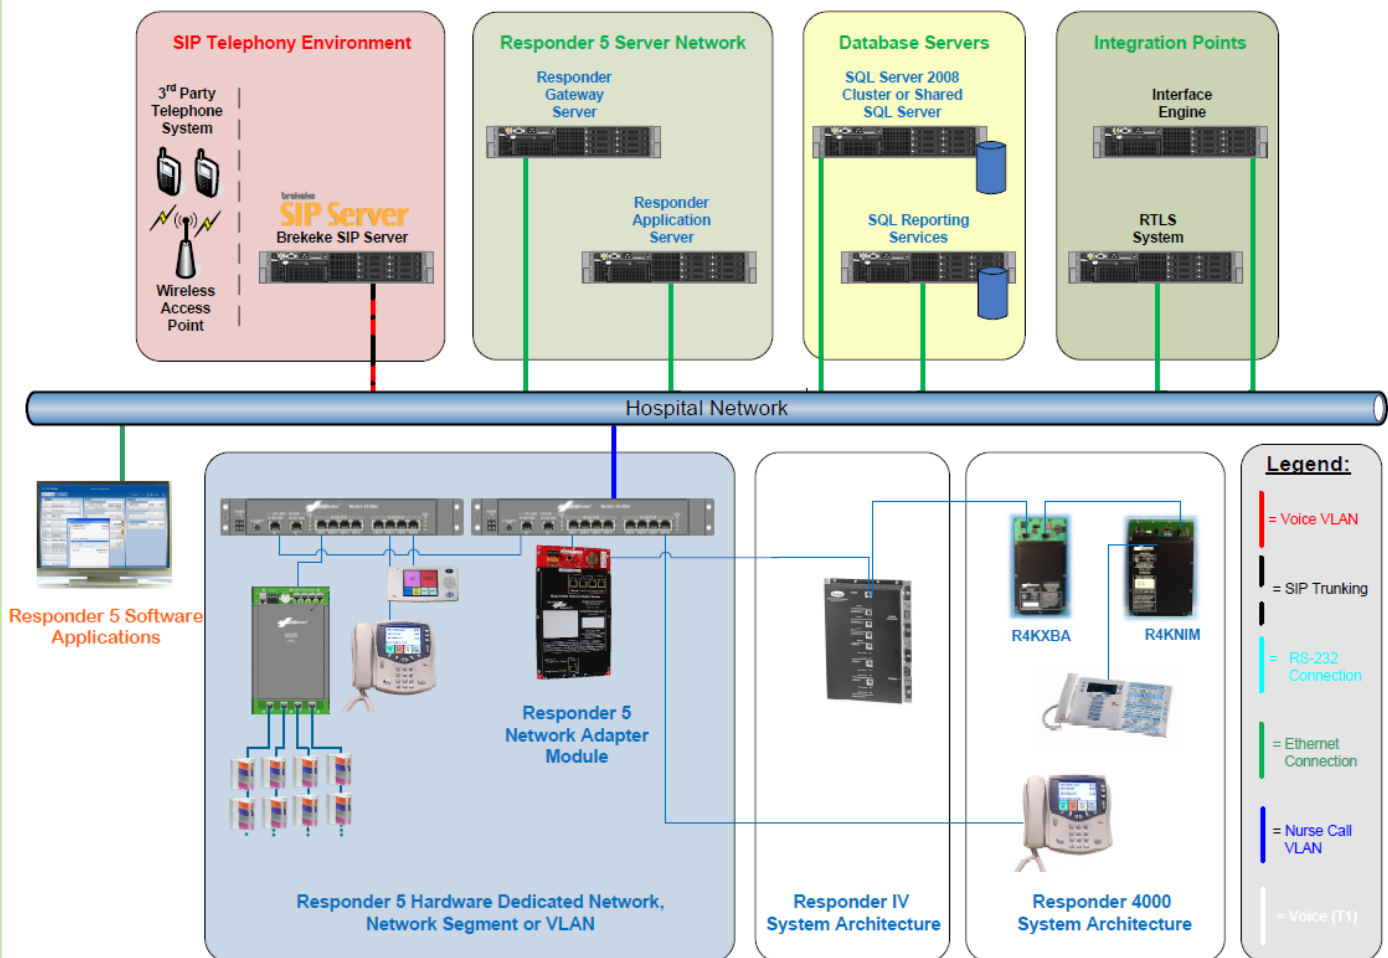 SIP Telephony Environment
3rd Party
Telephone
System
brekeke
SIP Server
Brekeke SIP Server
Wireless
Access
Point
Responder 5 Server Network
Responder
Gateway
Server
Responder
Application
Server
Database Servers
SQL Server 2008
Cluster or Shared
SQL Server
SQL Reporting
Services
Integration Points
Interface
Engine
RTLS
System
Hospital Network
Responder 5 Software
Applications
Responder 5
Network Adapter
Module
Responder 5 Hardware Dedicated Network,
Network Segment or VLAN
Responder IV
System Architecture
R4KXBA
R4KNIM
Responder 4000
System Architecture
Legend:
= Voice VLAN
= SIP Trunking
= RS-232
Connection
= Ethernet
Connection
= Nurse Call
VLAN
= Voice (T1)